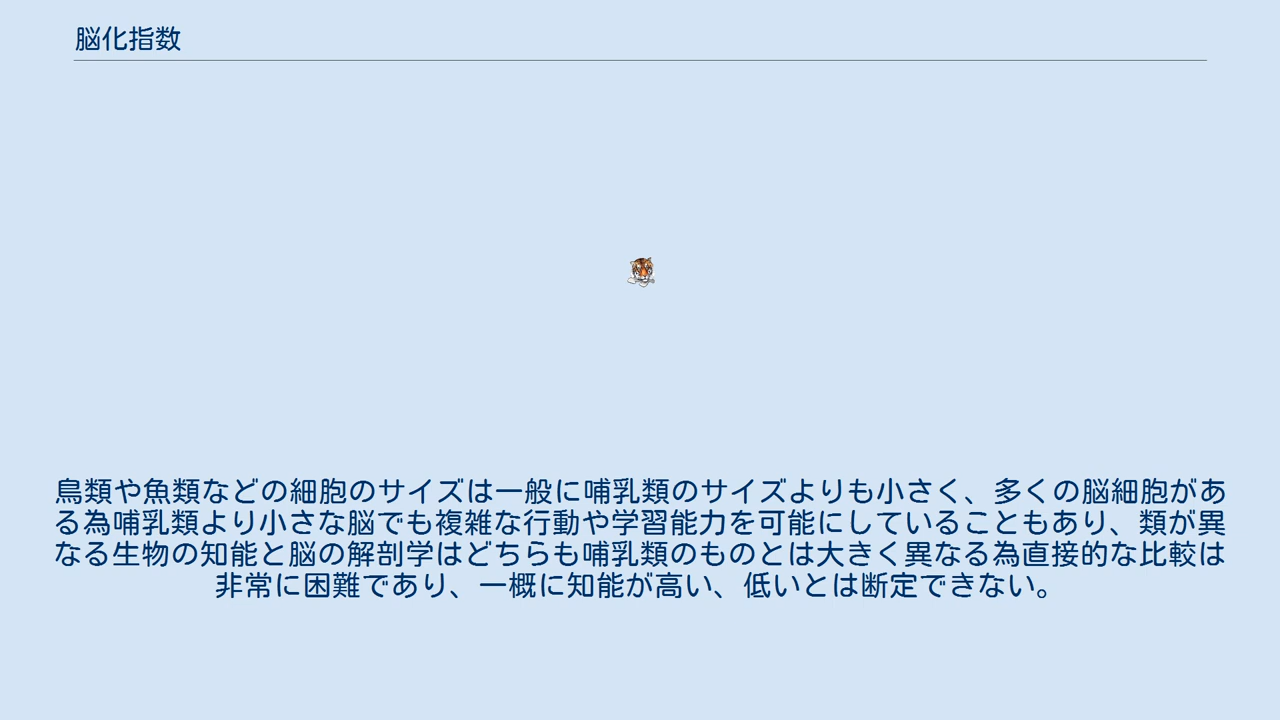 脳化指数
鳥類や魚類などの細胞のサイズは一般に哺乳類のサイズよりも小さく、多くの脳細胞があ
る為哺乳類より小さな脳でも複雑な行動や学習能力を可能にしていることもあり、類が異
なる生物の知能と脳の解剖学はどちらも哺乳類のものとは大きく異なる為直接的な比較は
非常に困難であり、一概に知能が高い、低いとは断定できない。